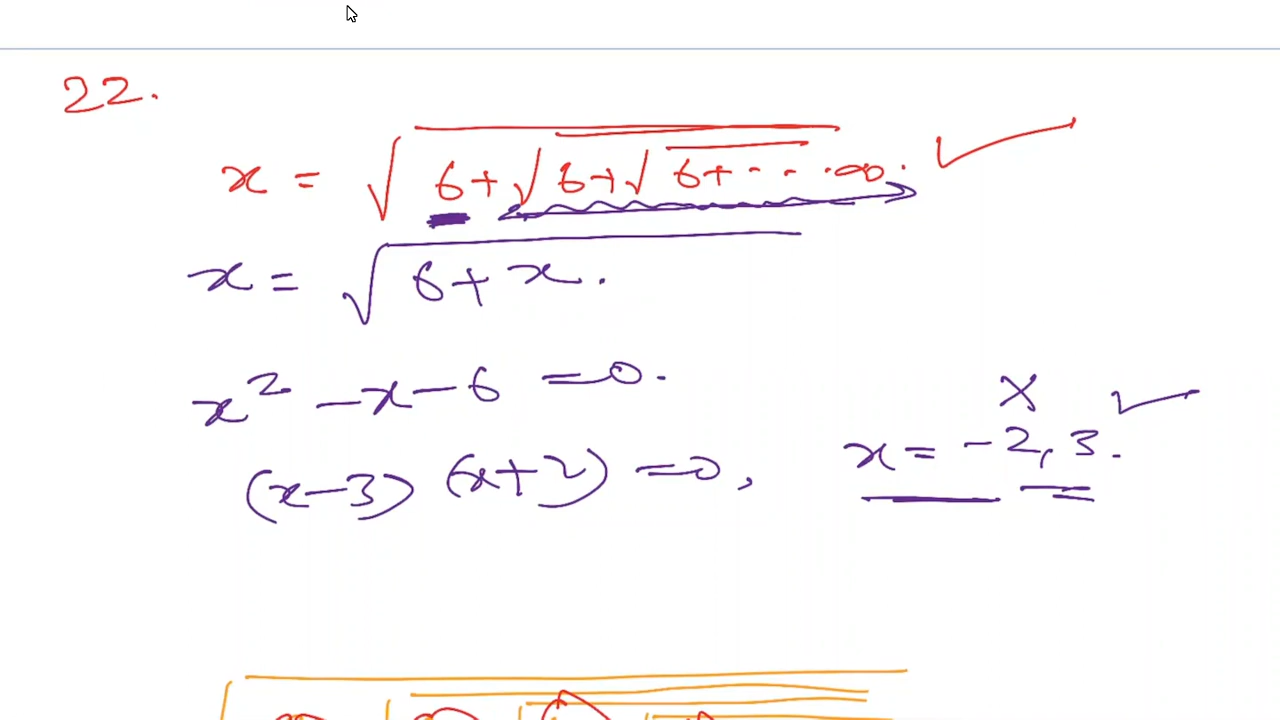 22.
x = √(6+√(6+√(6+.....∞.
x = √(6+x.
x² -x-6 =0.
(x-3) (x+2) =0, x = -2, 3.